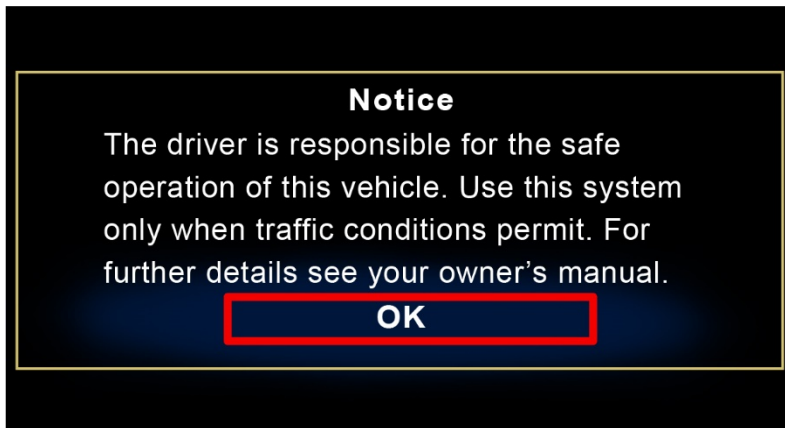 Notice
The driver is responsible for the safe
operation of this vehicle. Use this system
only when traffic conditions permit. For
further details see your owner’s manual.
OK